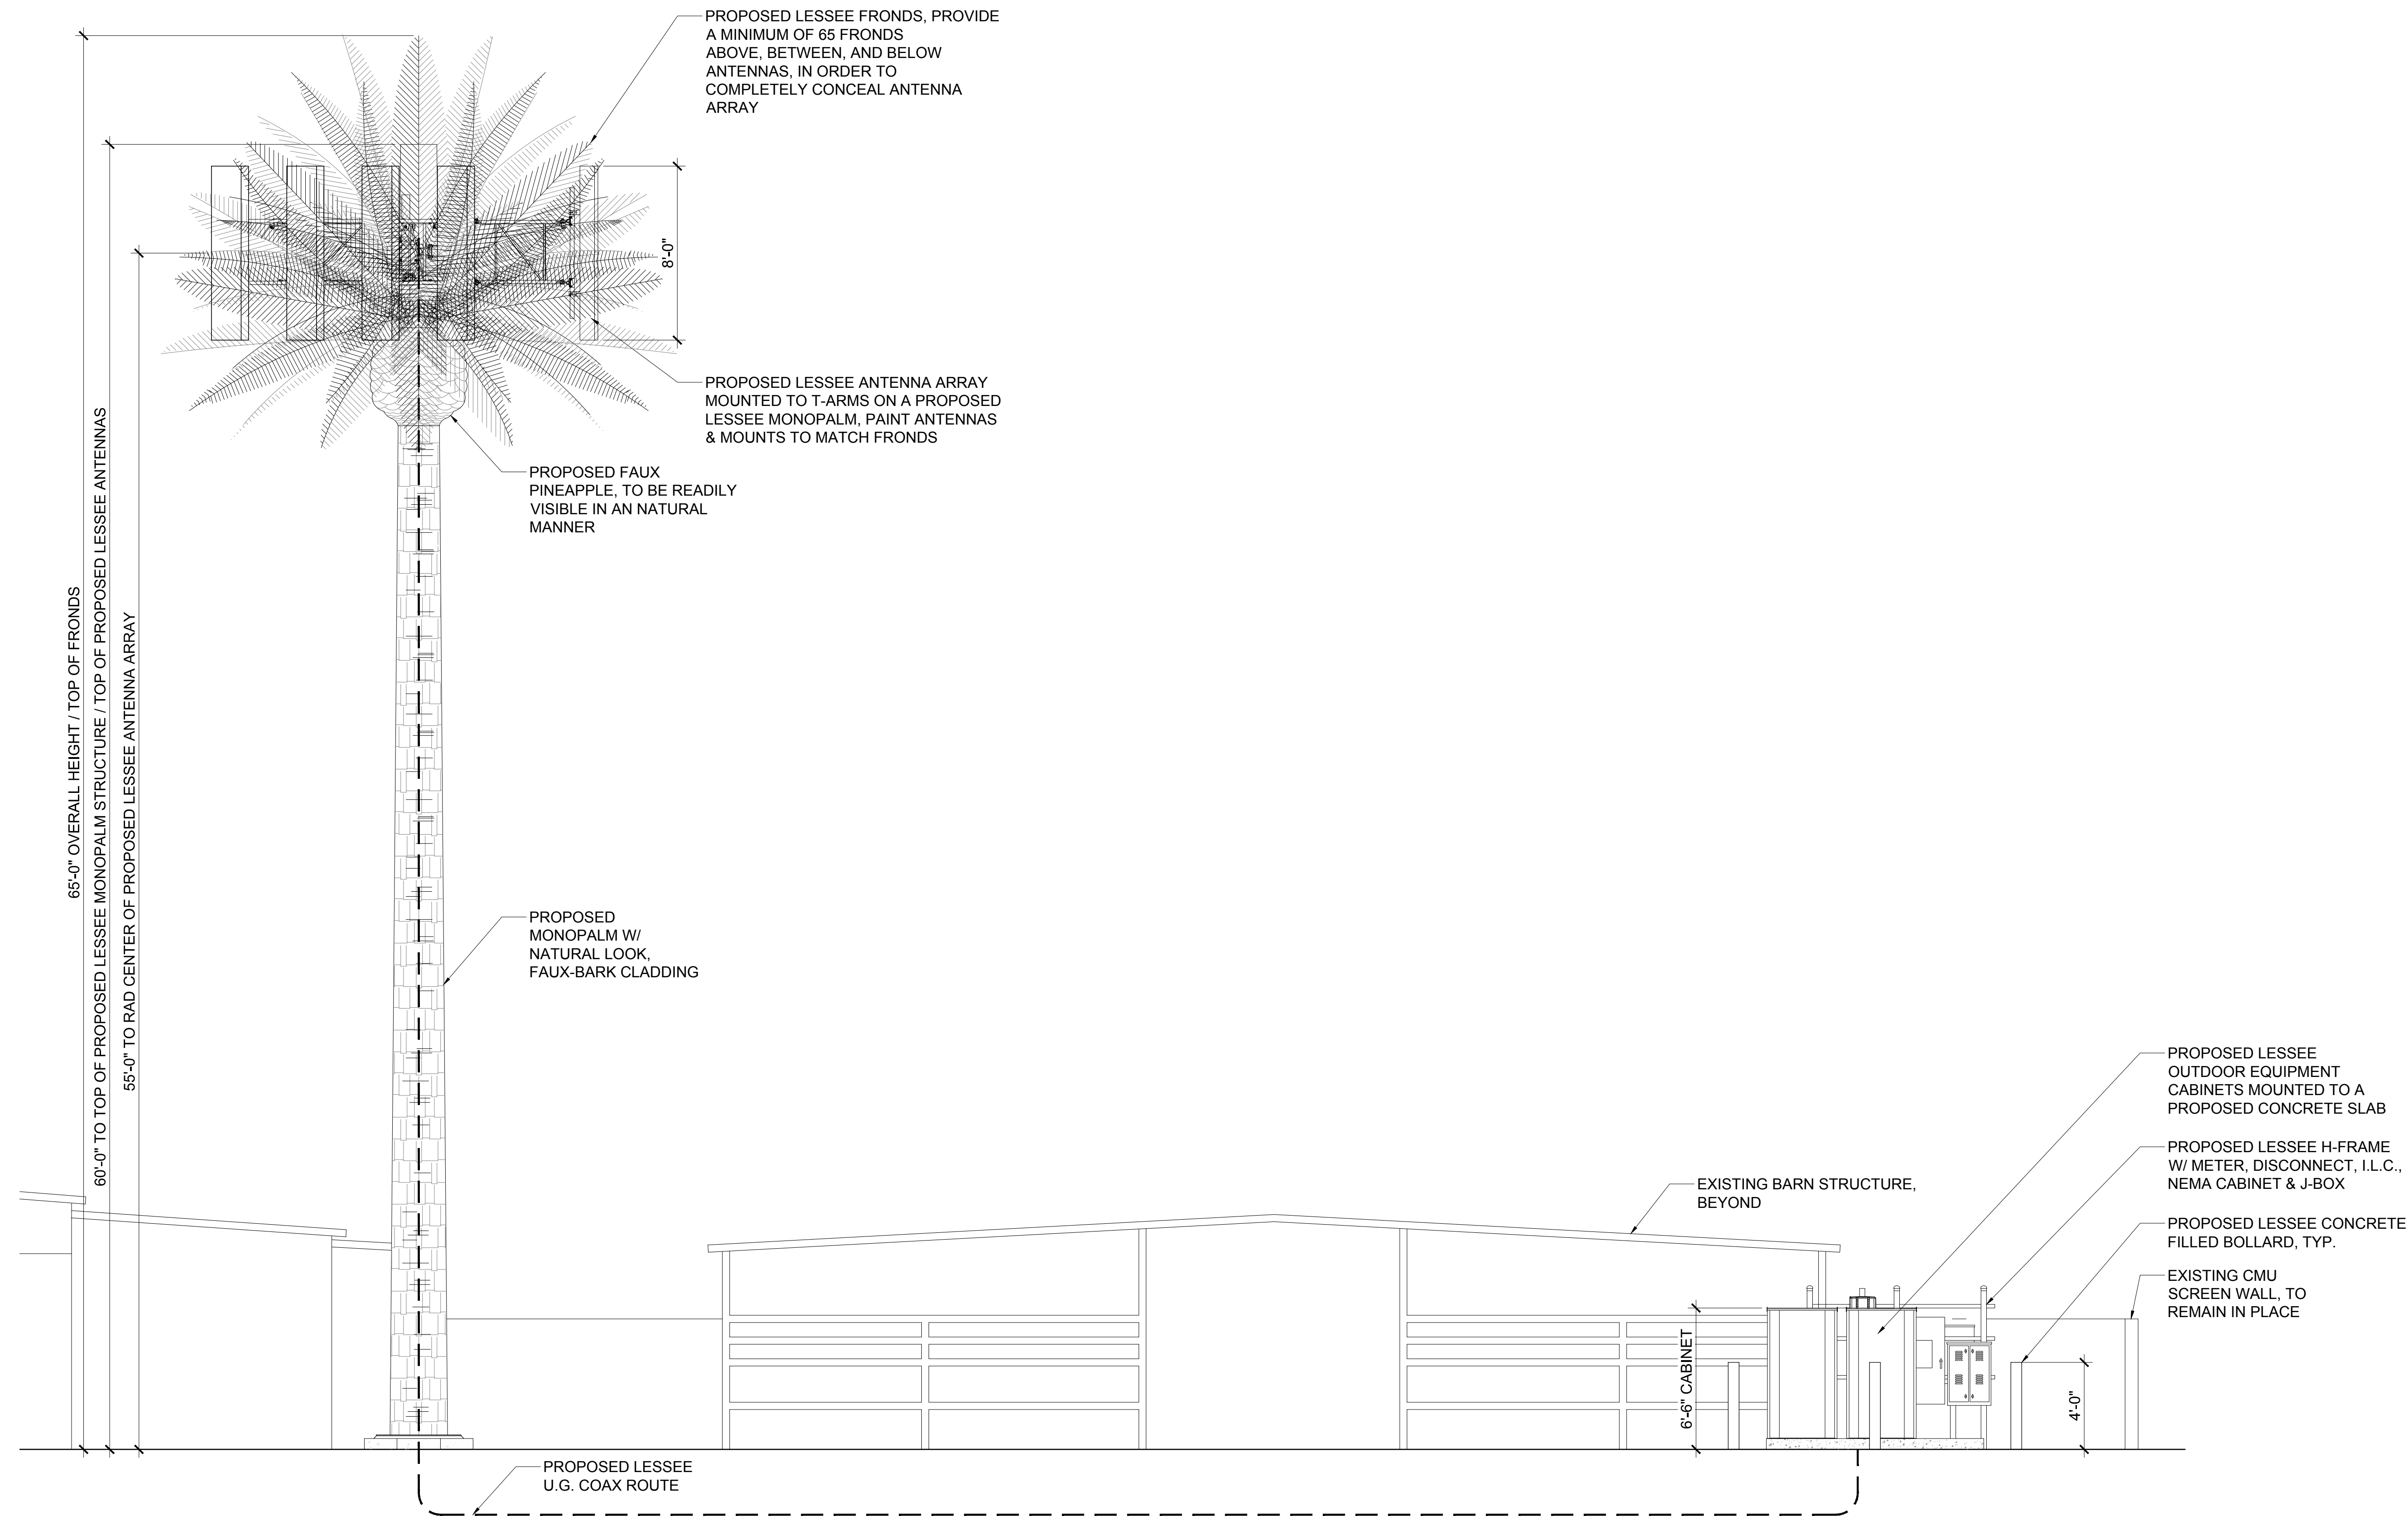 PROPOSED LESSEE FRONDS, PROVIDE
A MINIMUM OF 65 FRONDS
ABOVE, BETWEEN, AND BELOW
ANTENNAS, IN ORDER TO
COMPLETELY CONCEAL ANTENNA
ARRAY
8'-0"
PROPOSED LESSEE ANTENNA ARRAY
MOUNTED TO T-ARMS ON A PROPOSED
LESSEE MONOPALM, PAINT ANTENNAS
& MOUNTS TO MATCH FRONDS
PROPOSED FAUX
PINEAPPLE, TO BE READILY
VISIBLE IN AN NATURAL
MANNER
65'-0" OVERALL HEIGHT / TOP OF FRONDS
60'-0" TO TOP OF PROPOSED LESSEE MONOPALM STRUCTURE / TOP OF PROPOSED LESSEE ANTENNAS
55'-0" TO RAD CENTER OF PROPOSED LESSEE ANTENNA ARRAY
PROPOSED
MONOPALM W/
NATURAL LOOK,
FAUX-BARK CLADDING
PROPOSED LESSEE
OUTDOOR EQUIPMENT
CABINETS MOUNTED TO A
PROPOSED CONCRETE SLAB
PROPOSED LESSEE H-FRAME
W/ METER, DISCONNECT, I.L.C.,
NEMA CABINET & J-BOX
EXISTING BARN STRUCTURE,
BEYOND
PROPOSED LESSEE CONCRETE
FILLED BOLLARD, TYP.
EXISTING CMU
SCREEN WALL, TO
REMAIN IN PLACE
6'-6" CABINET
4'-0"
PROPOSED LESSEE
U.G. COAX ROUTE